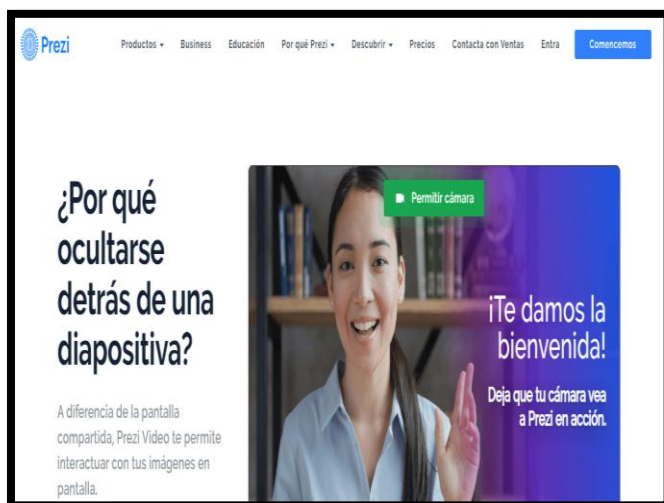 Prezi
Productos Business Educación Por qué Prezi Descubrir Precios Contacta con Ventas Entra Comencemos
¿Por qué
ocultarse
detrás de una
diapositiva?
A diferencia de la pantalla
compartida, Prezi Video te permite
interactuar con tus imágenes en
pantalla.
Permitir cámara
¡Te damos la
bienvenida!
Deja que tu cámara vea
a Prezi en acción.